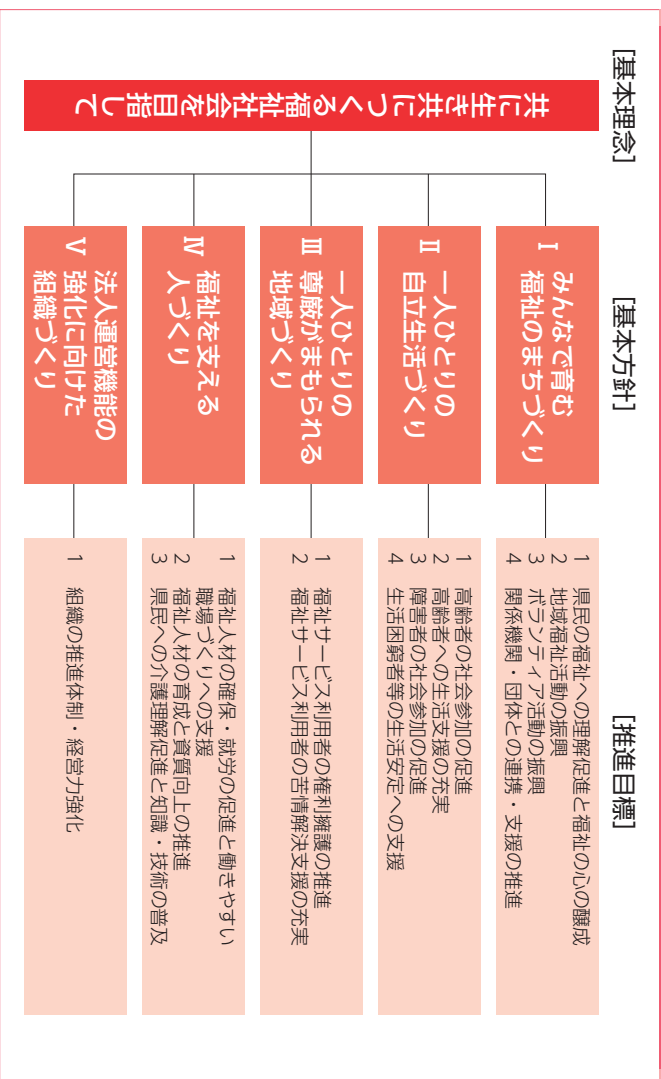 [基本理念]
[基本方針]
[推進目標]
共に生き共につくる福祉社会を目指して
Ⅰ みんなで育む
福祉のまちづくり
1 県民の福祉への理解促進と福祉の心の醸成
2 地域福祉活動の振興
3 ボランティア活動の振興
4 関係機関・団体との連携・支援の推進
Ⅱ 一人ひとりの
自立生活づくり
1 高齢者の社会参加の促進
2 高齢者への生活支援の充実
3 障害者の社会参加の促進
4 生活困窮者等の生活安定への支援
Ⅲ 一人ひとりの
尊厳がまもられる
地域づくり
1 福祉サービス利用者の権利擁護の推進
2 福祉サービス利用者の苦情解決支援の充実
Ⅳ 福祉を支える
人づくり
1 福祉人材の確保・就労の促進と働きやすい
職場づくりへの支援
2 福祉人材の育成と資質向上の推進
3 県民への介護理解促進と知識・技術の普及
Ⅴ 法人運営機能の
強化に向けた
組織づくり
1 組織の推進体制・経営力強化